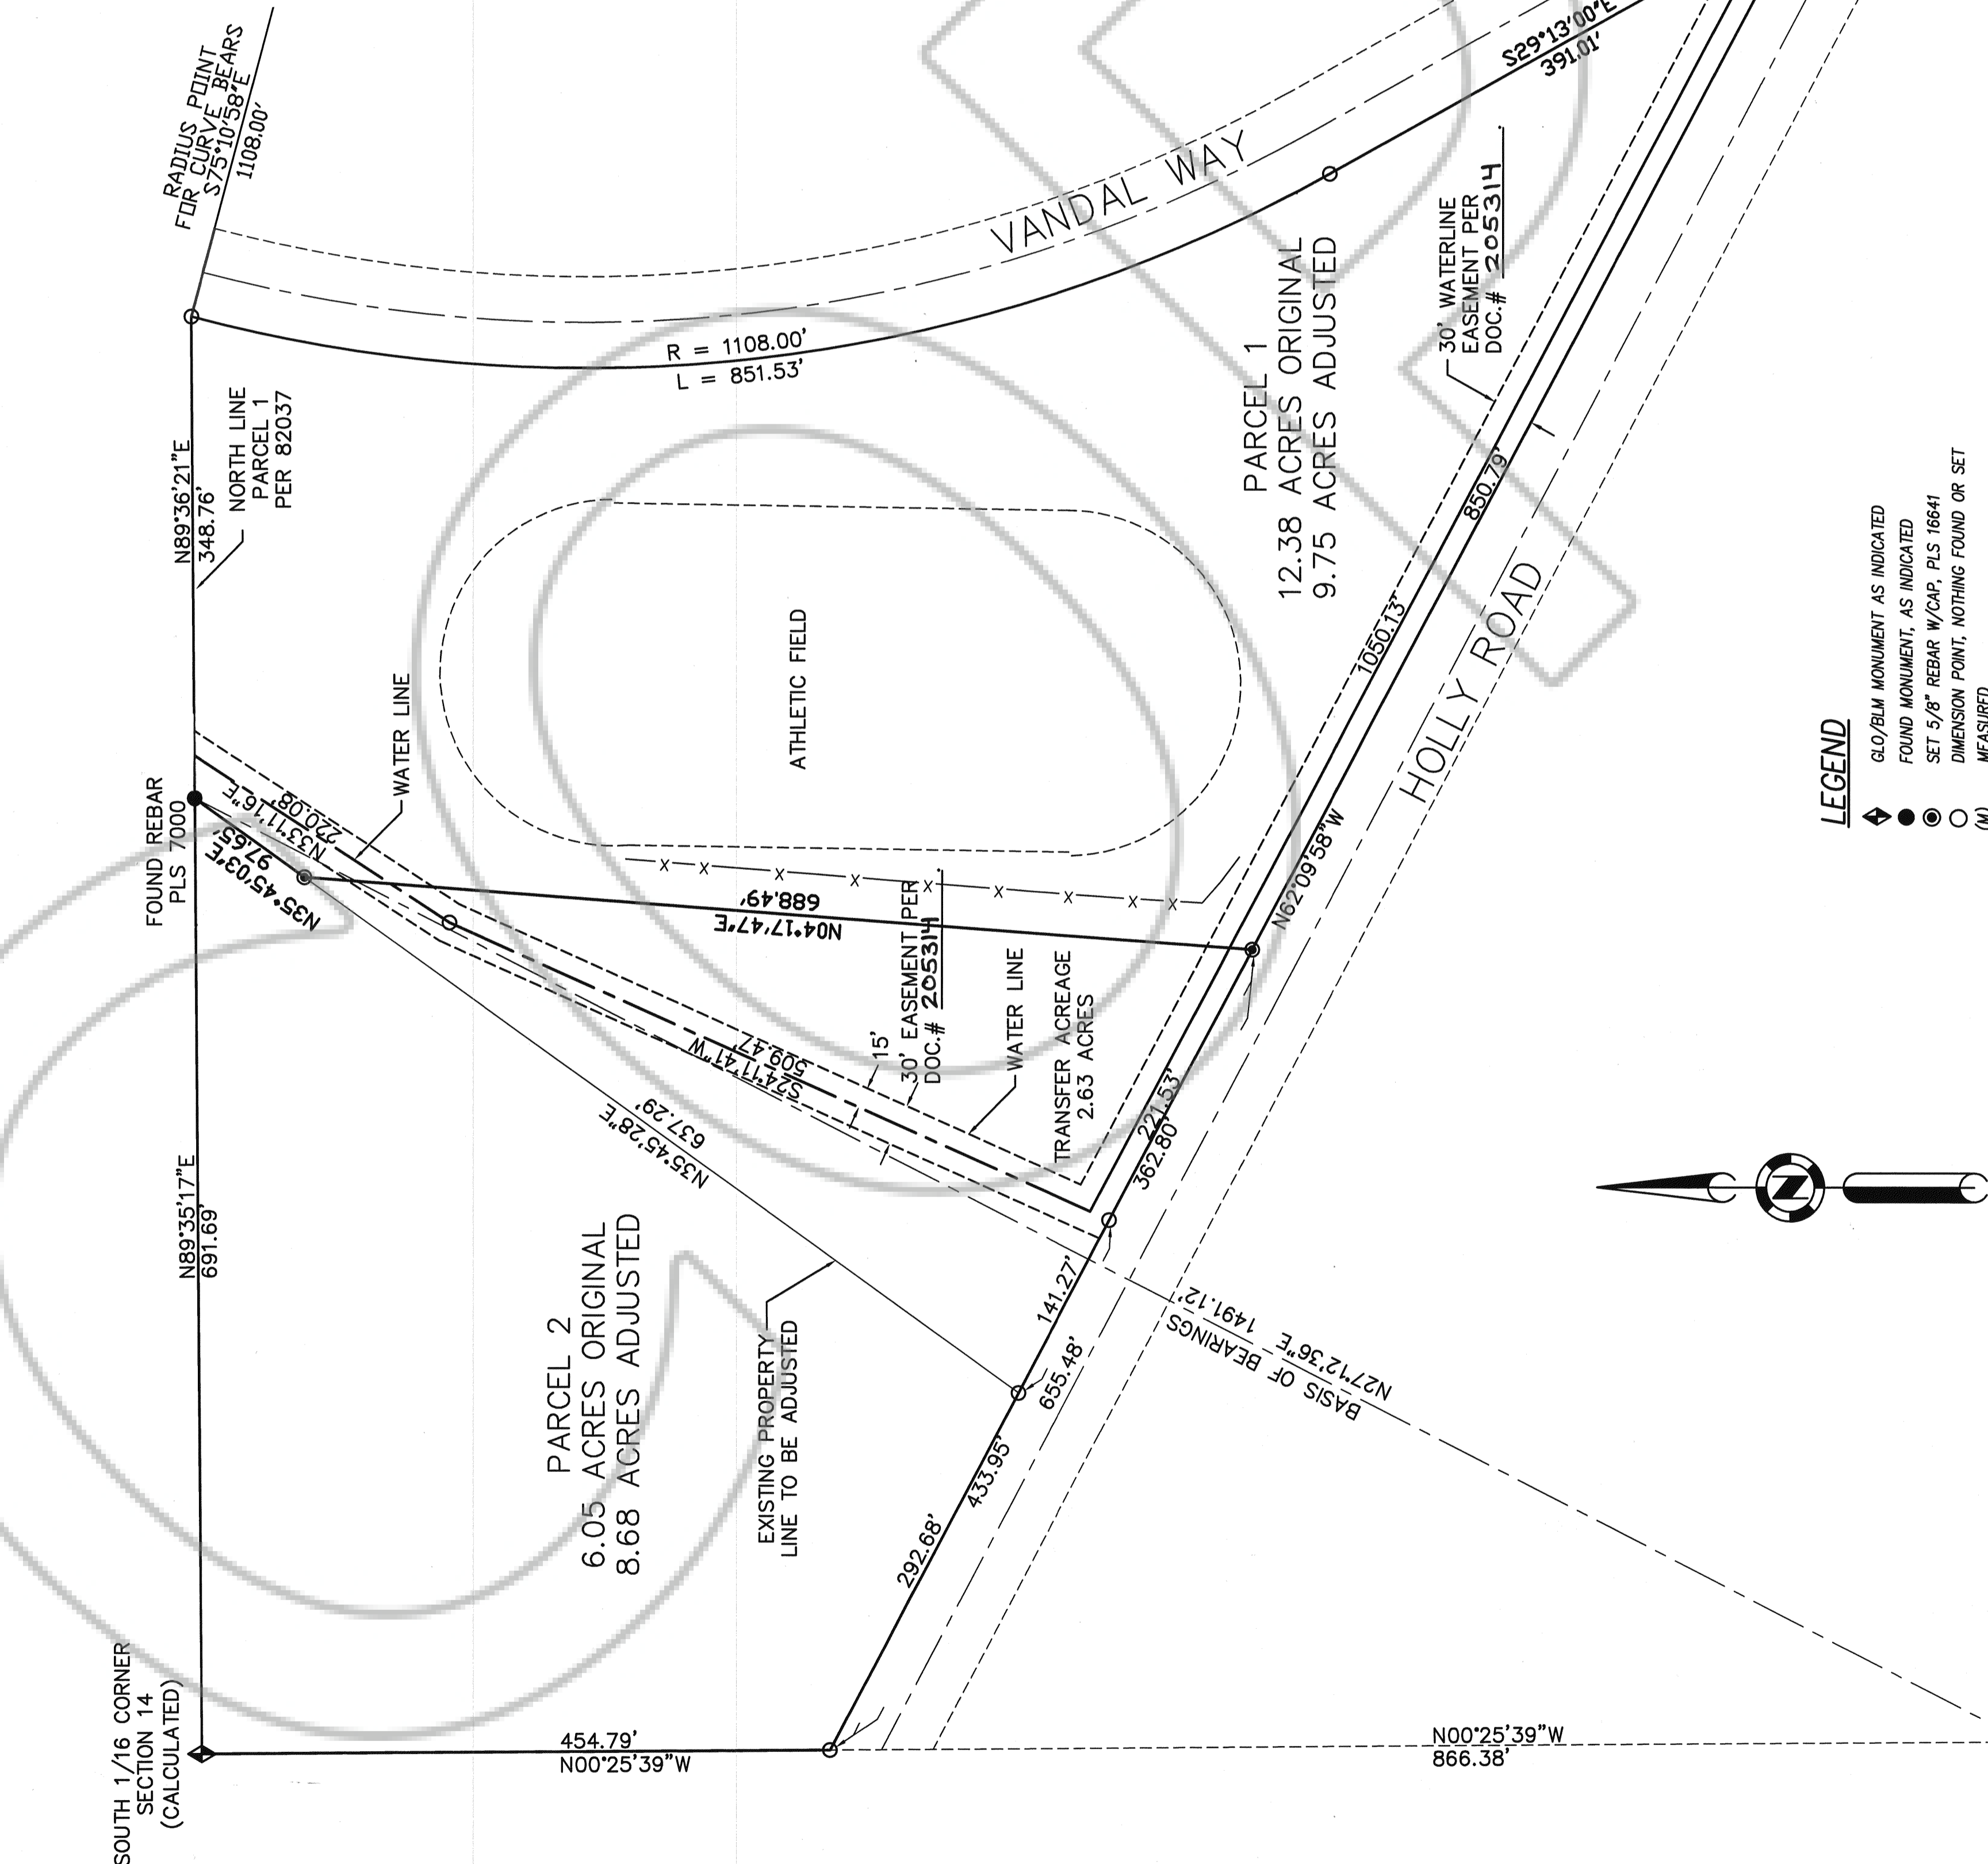 RADIUS POINT
FOR CURVE BEARS
S75°10'58"E
1108.00'
N89°36'21"E
348.76'
NORTH LINE
PARCEL 1
PER 82037
R = 1108.00'
L = 851.53'
VANDAL WAY
S29°13'00"E
391.01'
30' WATERLINE
EASEMENT PER
DOC.# 205314
PARCEL 1
12.38 ACRES ORIGINAL
9.75 ACRES ADJUSTED
850.79'
1050.13'
HOLLY ROAD
N62°09'58"W
ATHLETIC FIELD
WATER LINE
FOUND REBAR
PLS 7000
N33°11'16"E
220.08'
N35°45'03"E
97.65'
N04°17'47"E
688.49'
30' EASEMENT PER
DOC.# 205314
15'
WATER LINE
TRANSFER ACREAGE
2.63 ACRES
S24°11'41"W
509.47'
N35°45'28"E
637.29'
221.53'
362.80'
141.27'
655.48'
433.95'
292.68'
N89°35'17"E
691.69'
PARCEL 2
6.05 ACRES ORIGINAL
8.68 ACRES ADJUSTED
EXISTING PROPERTY
LINE TO BE ADJUSTED
BASIS OF BEARINGS
N27°12'36"E 1491.12'
SOUTH 1/16 CORNER
SECTION 14
(CALCULATED)
454.79'
N00°25'39"W
N00°25'39"W
866.38'
N
LEGEND
GLO/BLM MONUMENT AS INDICATED
FOUND MONUMENT, AS INDICATED
SET 5/8" REBAR W/CAP, PLS 16641
DIMENSION POINT, NOTHING FOUND OR SET
(M) MEASURED